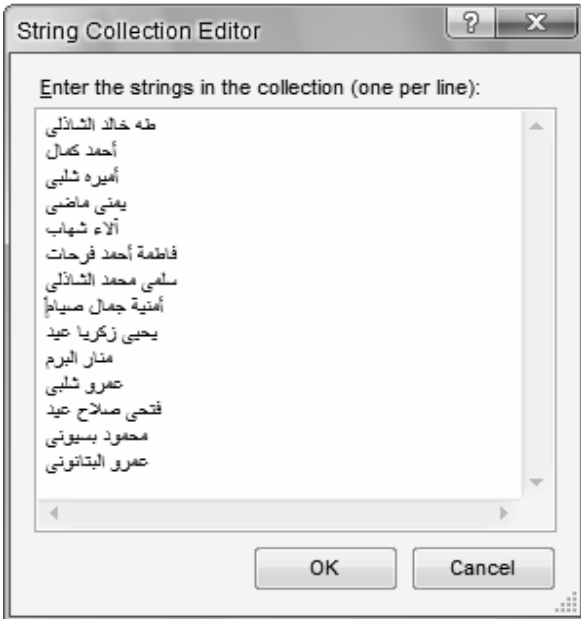 String Collection Editor
Enter the strings in the collection (one per line):
طه خالد الشاذلى
أحمد كمال
أميره شلبى
يمنى ماضى
آلاء شهاب
فاطمة أحمد فرحات
سلمى محمد الشاذلى
أمنية جمال صيام
يحيى زكريا عيد
منار البرم
عمرو شلبى
فتحى صلاح عيد
محمود بسيونى
عمرو البتانونى
OK
Cancel